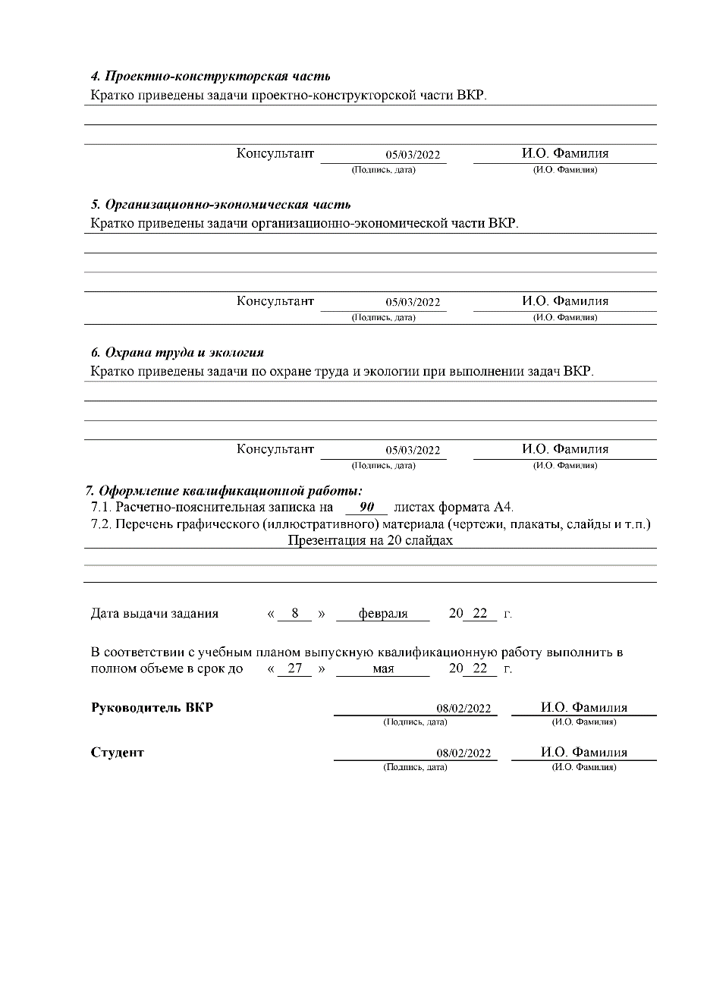 4. Проектно-конструкторская часть
Кратко приведены задачи проектно-конструкторской части ВКР.
Консультант 05/03/2022 И.О. Фамилия
(Подпись, дата) (И.О. Фамилия)
5. Организационно-экономическая часть
Кратко приведены задачи организационно-экономической части ВКР.
Консультант 05/03/2022 И.О. Фамилия
(Подпись, дата) (И.О. Фамилия)
6. Охрана труда и экология
Кратко приведены задачи по охране труда и экологии при выполнении задач ВКР.
Консультант 05/03/2022 И.О. Фамилия
(Подпись, дата) (И.О. Фамилия)
7. Оформление квалификационной работы:
7.1. Расчетно-пояснительная записка на 90 листах формата А4.
7.2. Перечень графического (иллюстративного) материала (чертежи, плакаты, слайды и т.п.)
Презентация на 20 слайдах
Дата выдачи задания « 8 » февраля 20 22 г.
В соответствии с учебным планом выпускную квалификационную работу выполнить в
полном объеме в срок до « 27 » мая 20 22 г.
Руководитель ВКР 08/02/2022 И.О. Фамилия
(Подпись, дата) (И.О. Фамилия)
Студент 08/02/2022 И.О. Фамилия
(Подпись, дата) (И.О. Фамилия)